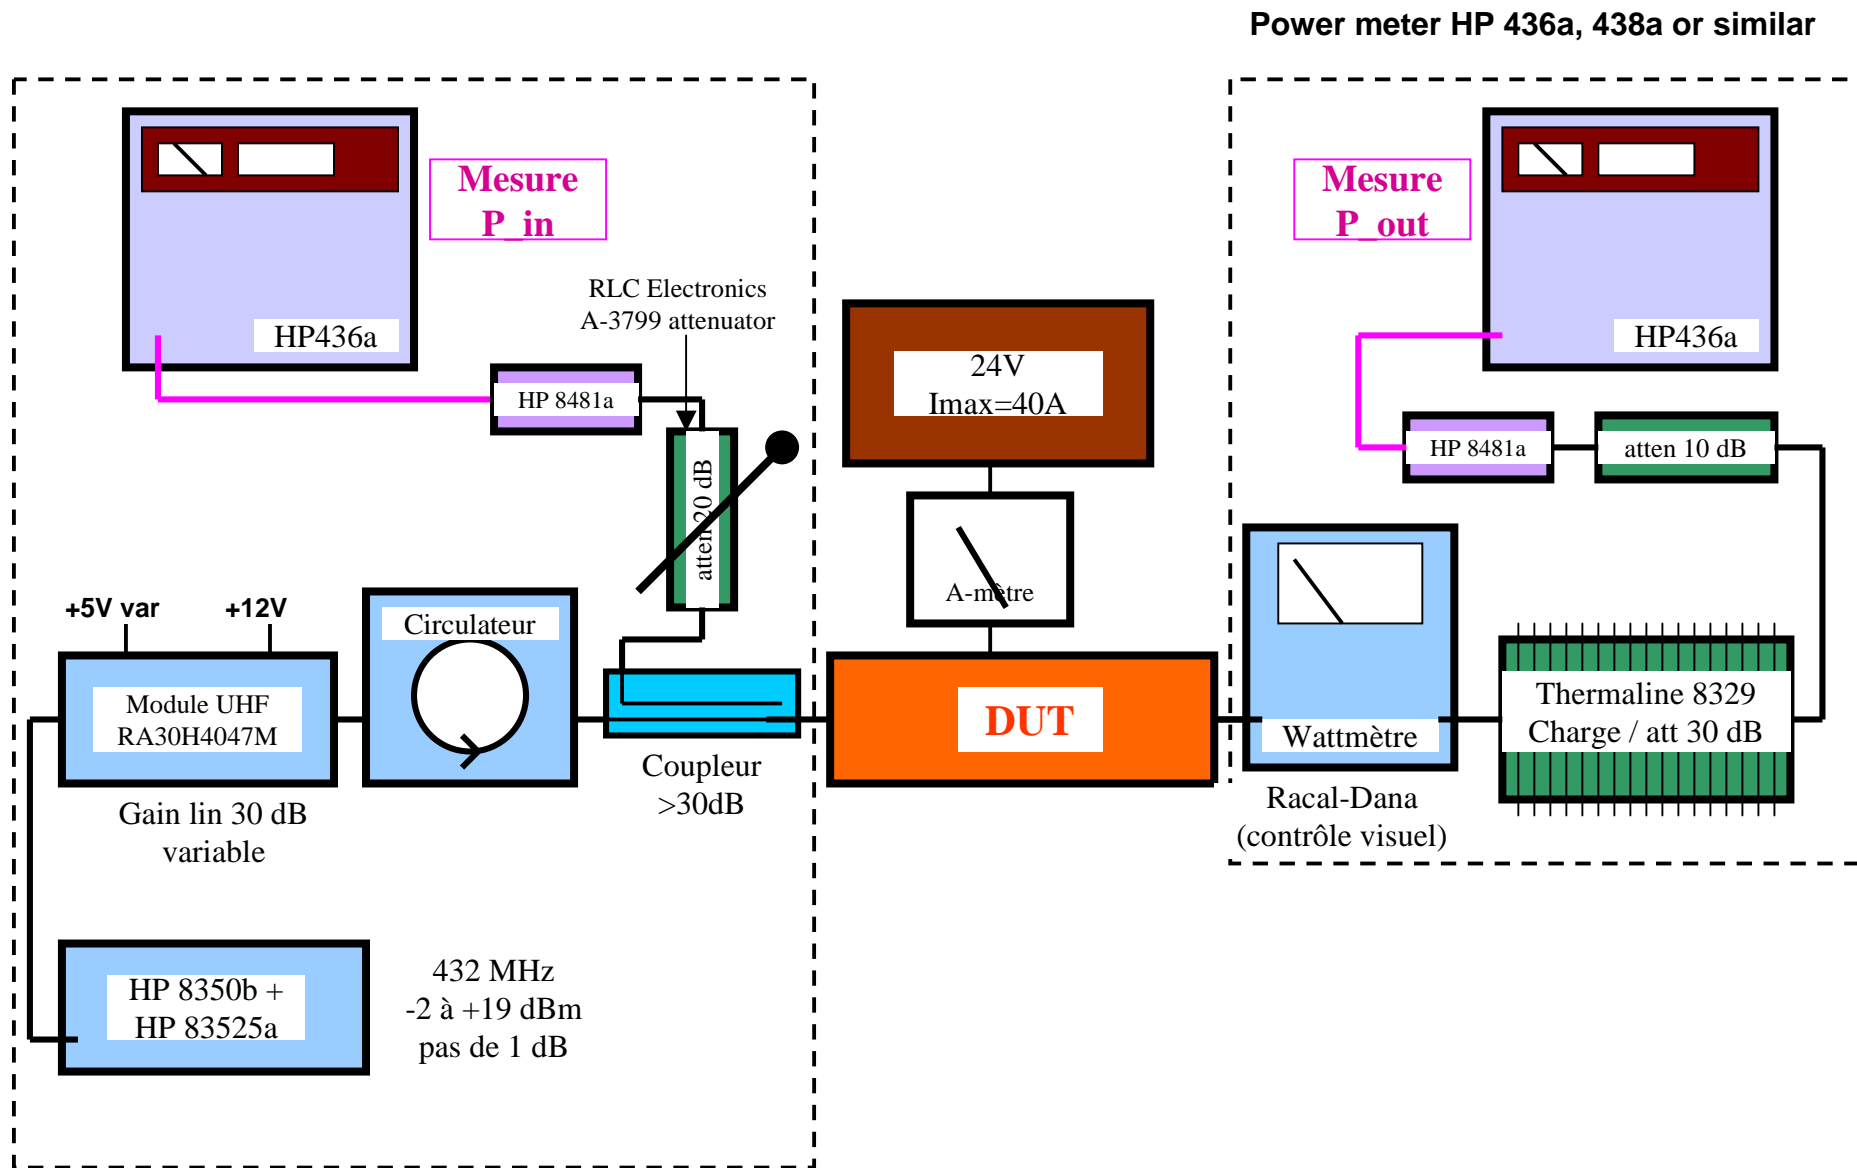 Power meter HP 436a, 438a or similar
Mesure
P_in
HP436a
RLC Electronics
A-3799 attenuator
HP 8481a
atten 20 dB
24V
Imax=40A
A-mètre
Mesure
P_out
HP436a
HP 8481a
atten 10 dB
+5V var
+12V
Module UHF
RA30H4047M
Gain lin 30 dB
variable
Circulateur
Coupleur
>30dB
DUT
Wattmètre
Racal-Dana
(contrôle visuel)
Thermaline 8329
Charge / att 30 dB
HP 8350b +
HP 83525a
432 MHz
-2 à +19 dBm
pas de 1 dB